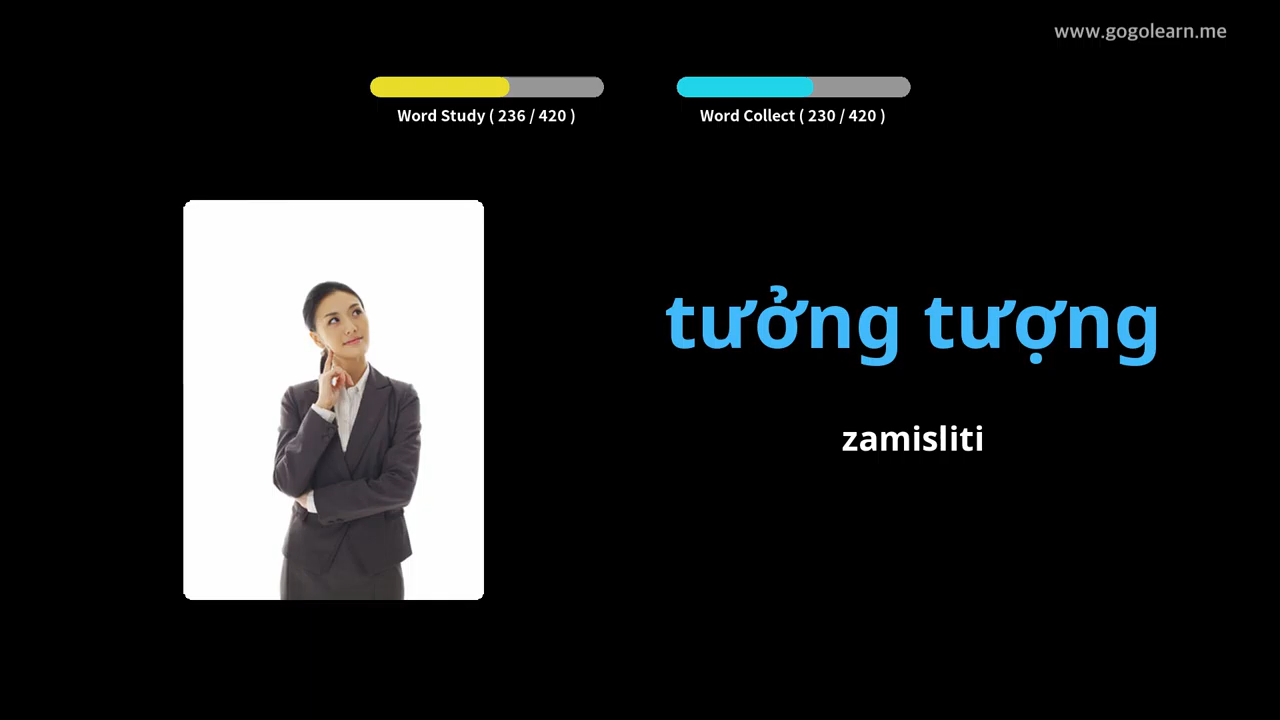 www.gogolearn.me
Word Study ( 236 / 420 )
Word Collect ( 230 / 420 )
tưởng tượng
zamisliti